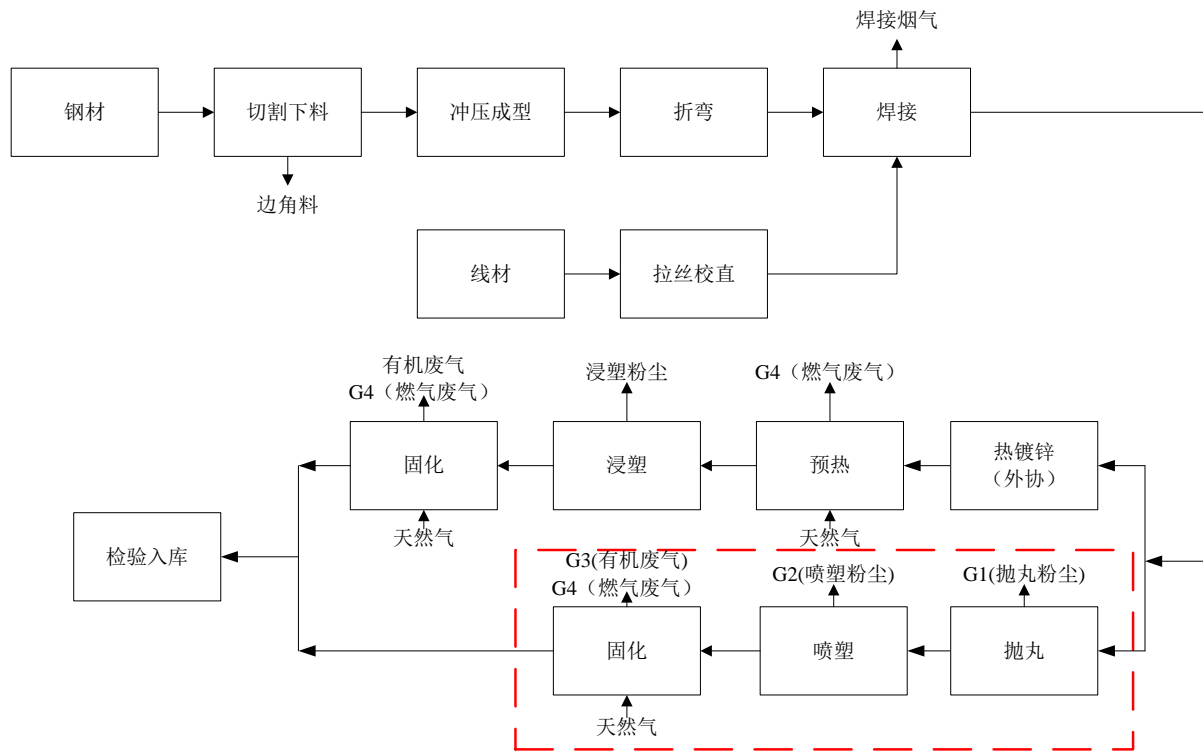 焊接烟气
钢材
切割下料
冲压成型
折弯
焊接
边角料
线材
拉丝校直
有机废气
G4（燃气废气）
浸塑粉尘
G4（燃气废气）
固化
浸塑
预热
热镀锌
（外协）
天然气
天然气
检验入库
G3(有机废气)
G4（燃气废气）
G2(喷塑粉尘)
G1(抛丸粉尘)
固化
喷塑
抛丸
天然气